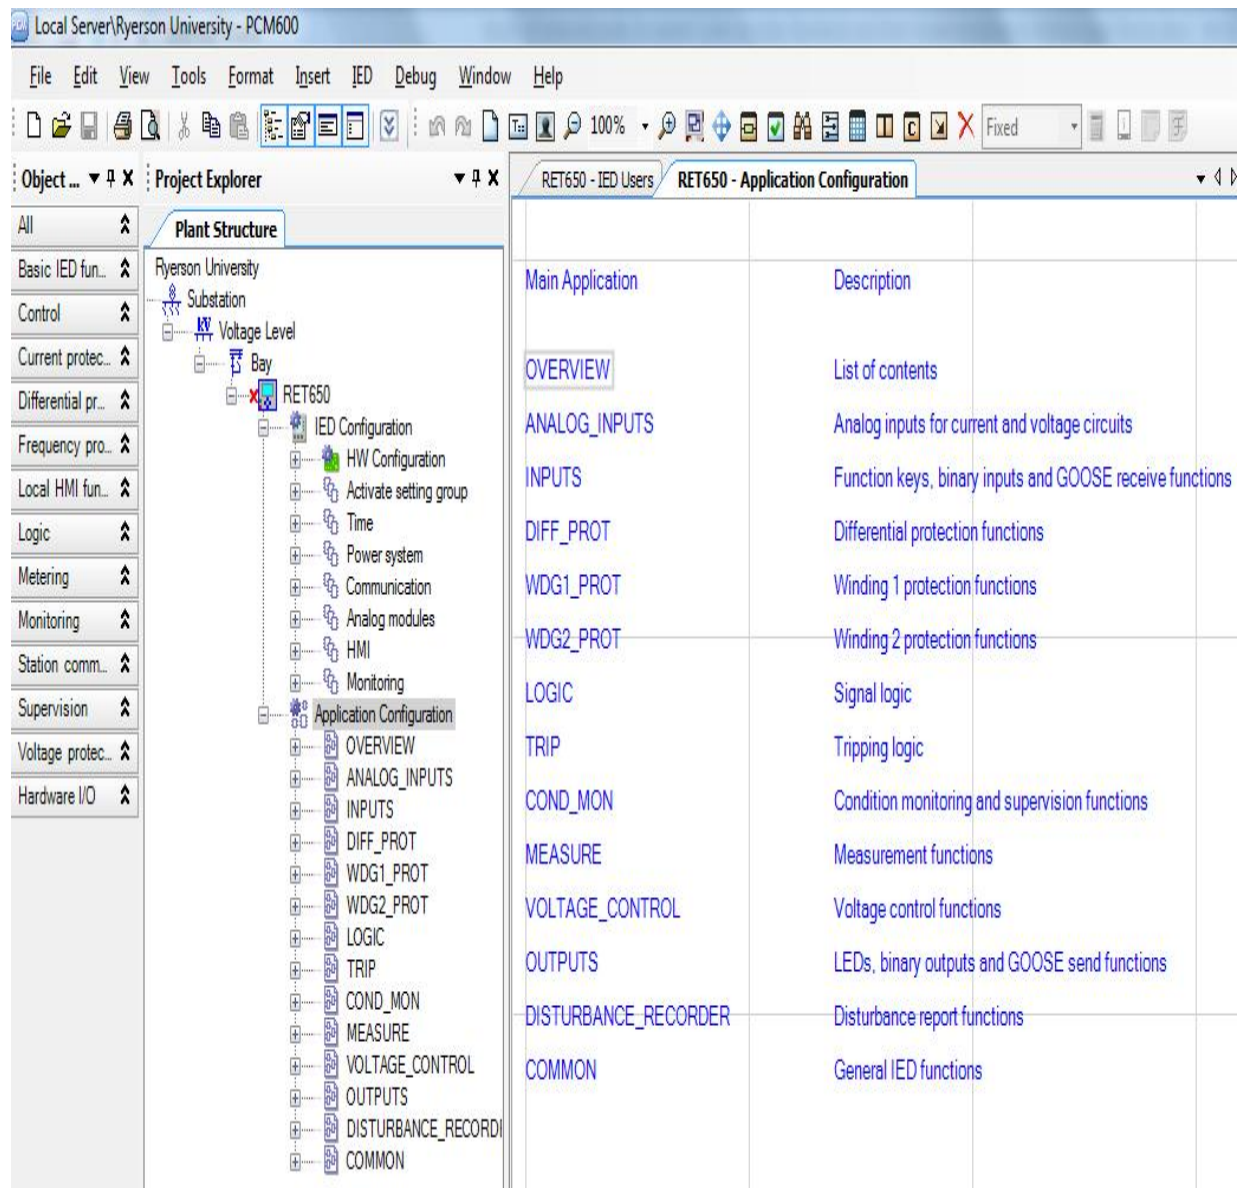 Local Server\Ryerson University - PCM600
File Edit View Tools Format Insert IED Debug Window Help
100% Fixed
Object ... Project Explorer RET650 - IED Users RET650 - Application Configuration
All
Basic IED fun...
Control
Current protec...
Differential pr...
Frequency pro...
Local HMI fun...
Logic
Metering
Monitoring
Station comm...
Supervision
Voltage protec...
Hardware I/O
Plant Structure
Ryerson University
Substation
Voltage Level
Bay
RET650
IED Configuration
HW Configuration
Activate setting group
Time
Power system
Communication
Analog modules
HMI
Monitoring
Application Configuration
OVERVIEW
ANALOG_INPUTS
INPUTS
DIFF_PROT
WDG1_PROT
WDG2_PROT
LOGIC
TRIP
COND_MON
MEASURE
VOLTAGE_CONTROL
OUTPUTS
DISTURBANCE_RECORDI
COMMON
Main Application Description
OVERVIEW List of contents
ANALOG_INPUTS Analog inputs for current and voltage circuits
INPUTS Function keys, binary inputs and GOOSE receive functions
DIFF_PROT Differential protection functions
WDG1_PROT Winding 1 protection functions
WDG2_PROT Winding 2 protection functions
LOGIC Signal logic
TRIP Tripping logic
COND_MON Condition monitoring and supervision functions
MEASURE Measurement functions
VOLTAGE_CONTROL Voltage control functions
OUTPUTS LEDs, binary outputs and GOOSE send functions
DISTURBANCE_RECORDER Disturbance report functions
COMMON General IED functions